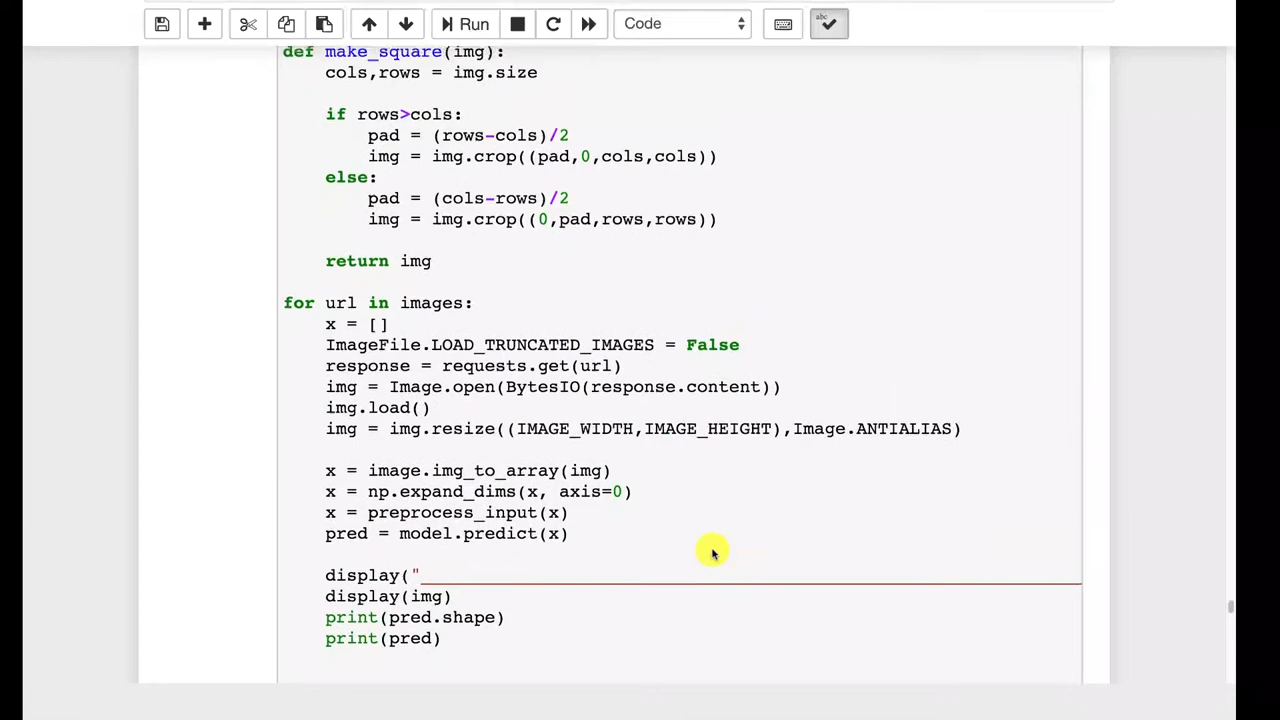 Run Code abc
def make_square(img):
    cols,rows = img.size
    if rows>cols:
        pad = (rows-cols)/2
        img = img.crop((pad,0,cols,cols))
    else:
        pad = (cols-rows)/2
        img = img.crop((0,pad,rows,rows))
    return img
for url in images:
    x = []
    ImageFile.LOAD_TRUNCATED_IMAGES = False
    response = requests.get(url)
    img = Image.open(BytesIO(response.content))
    img.load()
    img = img.resize((IMAGE_WIDTH,IMAGE_HEIGHT),Image.ANTIALIAS)
    x = image.img_to_array(img)
    x = np.expand_dims(x, axis=0)
    x = preprocess_input(x)
    pred = model.predict(x)
    display("______________________________________________________________
    display(img)
    print(pred.shape)
    print(pred)